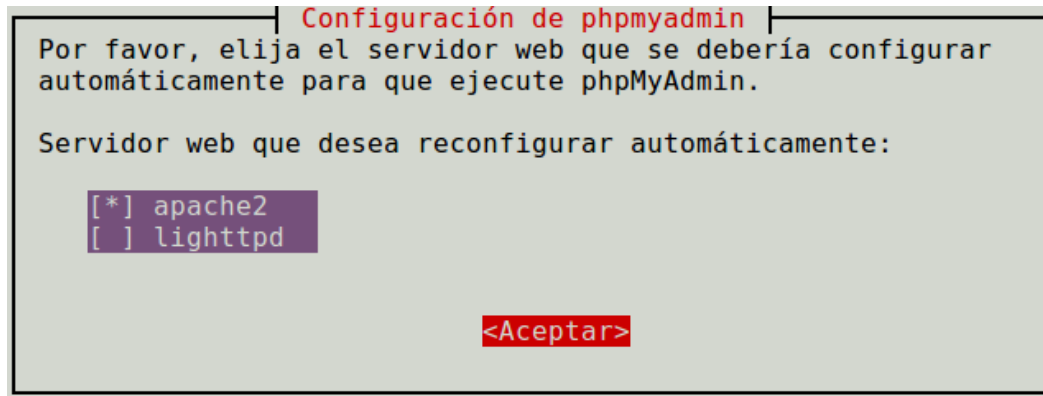 Configuración de phpmyadmin
Por favor, elija el servidor web que se debería configurar
automáticamente para que ejecute phpMyAdmin.
Servidor web que desea reconfigurar automáticamente:
[*] apache2
[ ] lighttpd
<Aceptar>